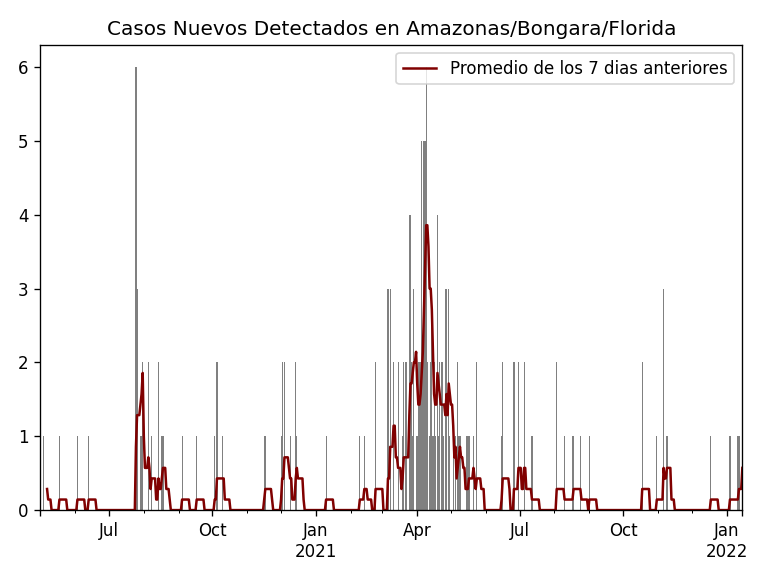 Casos Nuevos Detectados en Amazonas/Bongara/Florida
Promedio de los 7 dias anteriores
6
5
4
3
2
1
0
Jul
Oct
Jan
2021
Apr
Jul
Oct
Jan
2022